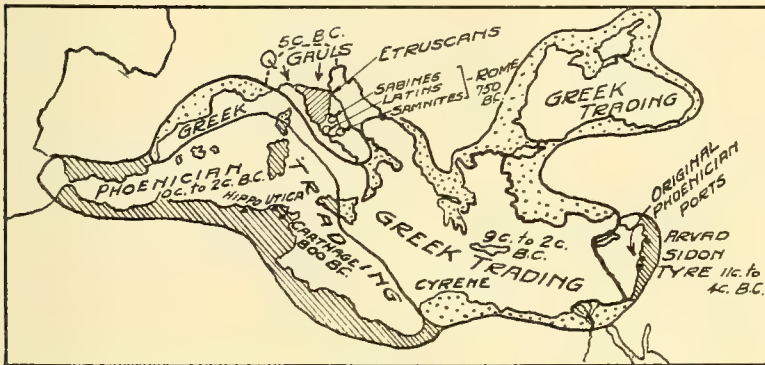 5C. B.C.
GAULS
ETRUSCANS
SABINES
LATINS
SAMNITES
ROME
750
B.C.
GREEK
TRADING
GREEK
PHOENICIAN
10C. TO 2C. B.C.
HIPPO UTICA
CARTHAGE
800 B.C.
TRADING
GREEK TRADING
9C. TO 2C.
B.C.
CYRENE
ORIGINAL
PHOENICIAN
PORTS
ARVAD
SIDON
TYRE 11C. TO
4C. B.C.